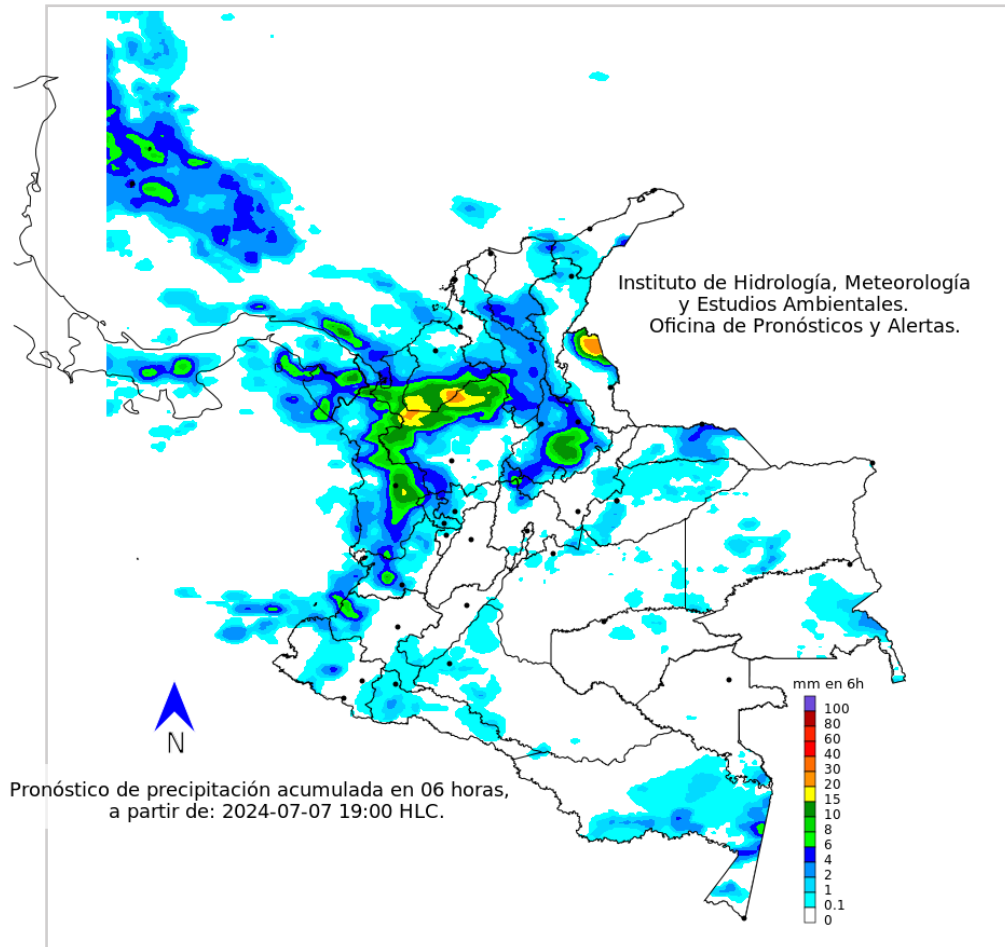 Instituto de Hidrología, Meteorología
y Estudios Ambientales.
Oficina de Pronósticos y Alertas.
mm en 6h
100
80
60
40
30
20
15
10
8
6
4
2
1
0.1
0
N
Pronóstico de precipitación acumulada en 06 horas,
a partir de: 2024-07-07 19:00 HLC.